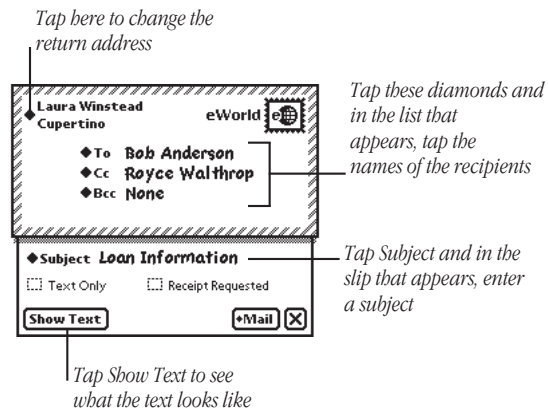 Tap here to change the
return address
Laura Winstead
Cupertino
eWorld e
Tap these diamonds and
in the list that
appears, tap the
names of the recipients
◆To Bob Anderson
◆Cc Royce Walthrop
◆Bcc None
◆Subject Loan Information
Tap Subject and in the
slip that appears, enter
a subject
Text Only Receipt Requested
Show Text ◆Mail X
Tap Show Text to see
what the text looks like